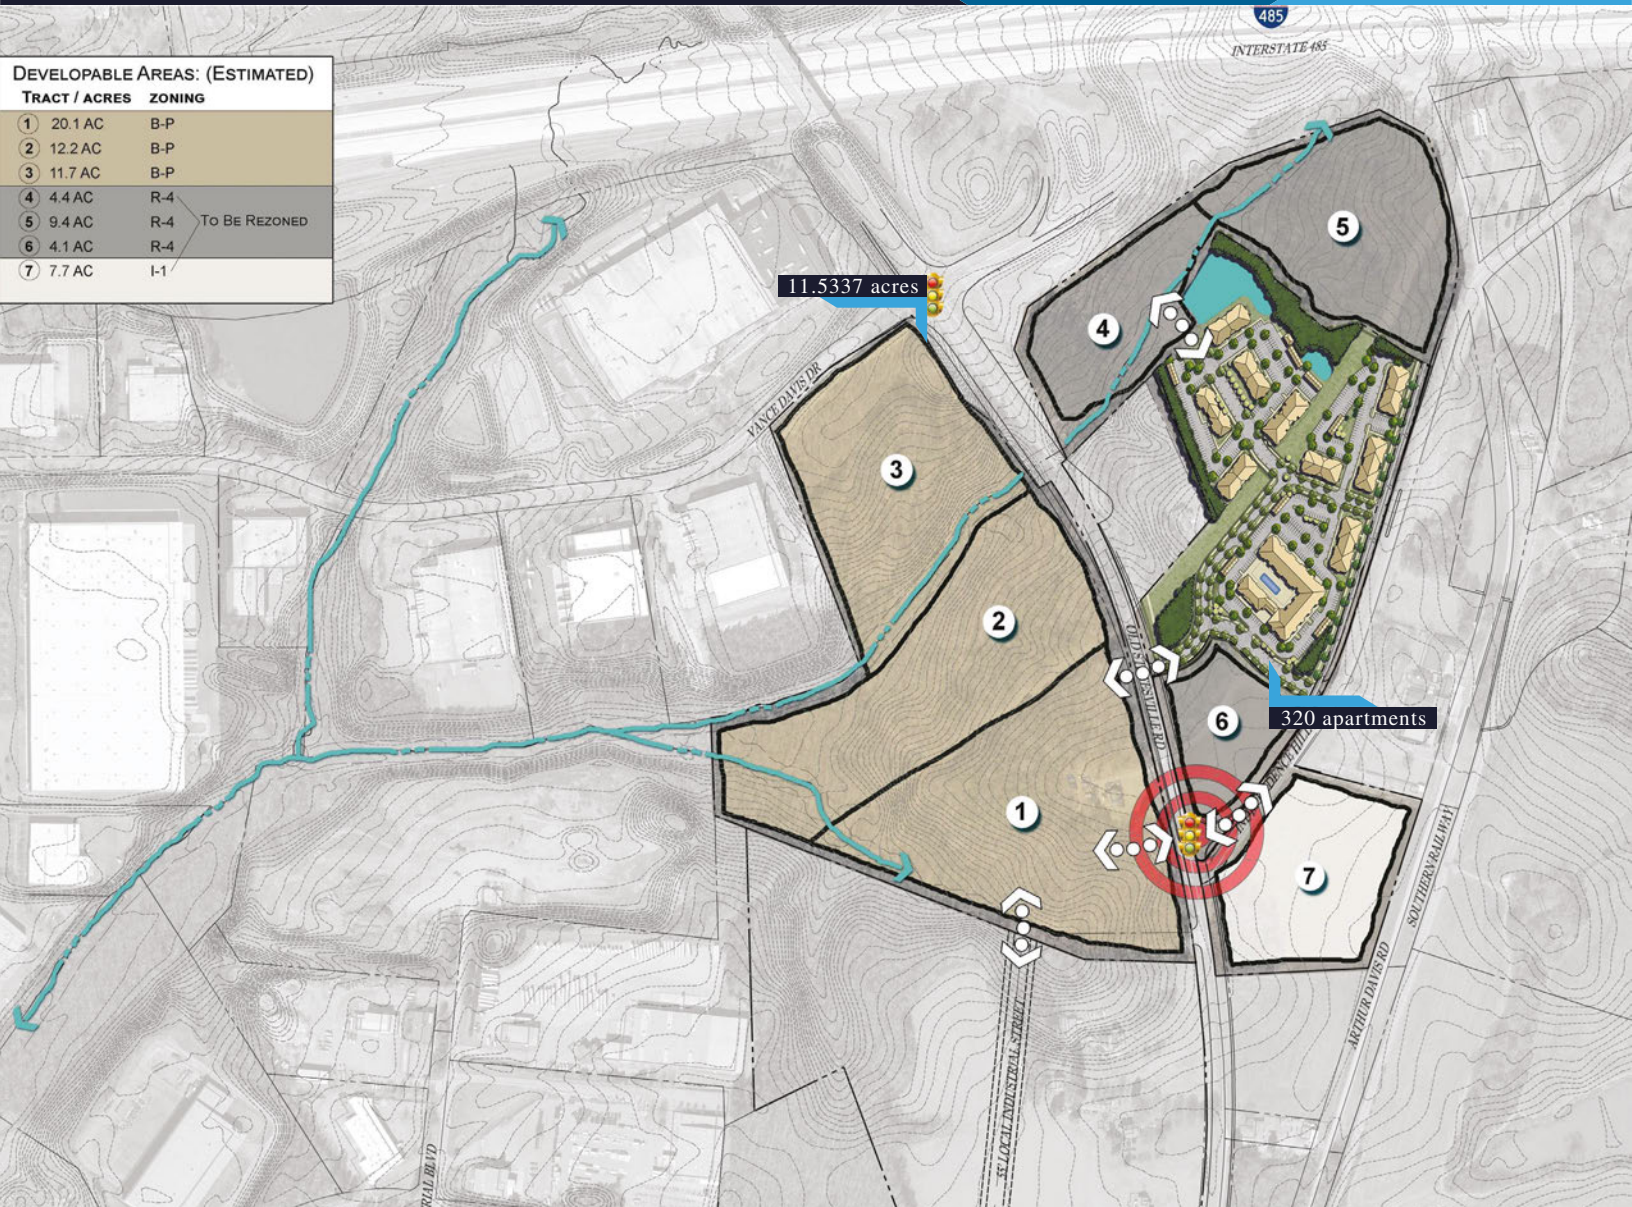 485
INTERSTATE 485
DEVELOPABLE AREAS: (ESTIMATED)
TRACT / ACRES ZONING
1 20.1 AC B-P
2 12.2 AC B-P
3 11.7 AC B-P
4 4.4 AC R-4
5 9.4 AC R-4
TO BE REZONED
6 4.1 AC R-4
7 7.7 AC I-1
5
11.5337 acres
4
VANCE DAVIS DR
3
2
6
320 apartments
1
7
SOUTHERN RAILWAY
ARTHUR DAVIS RD
55' LOCAL INDUSTRIAL STREET
RIAL BLVD